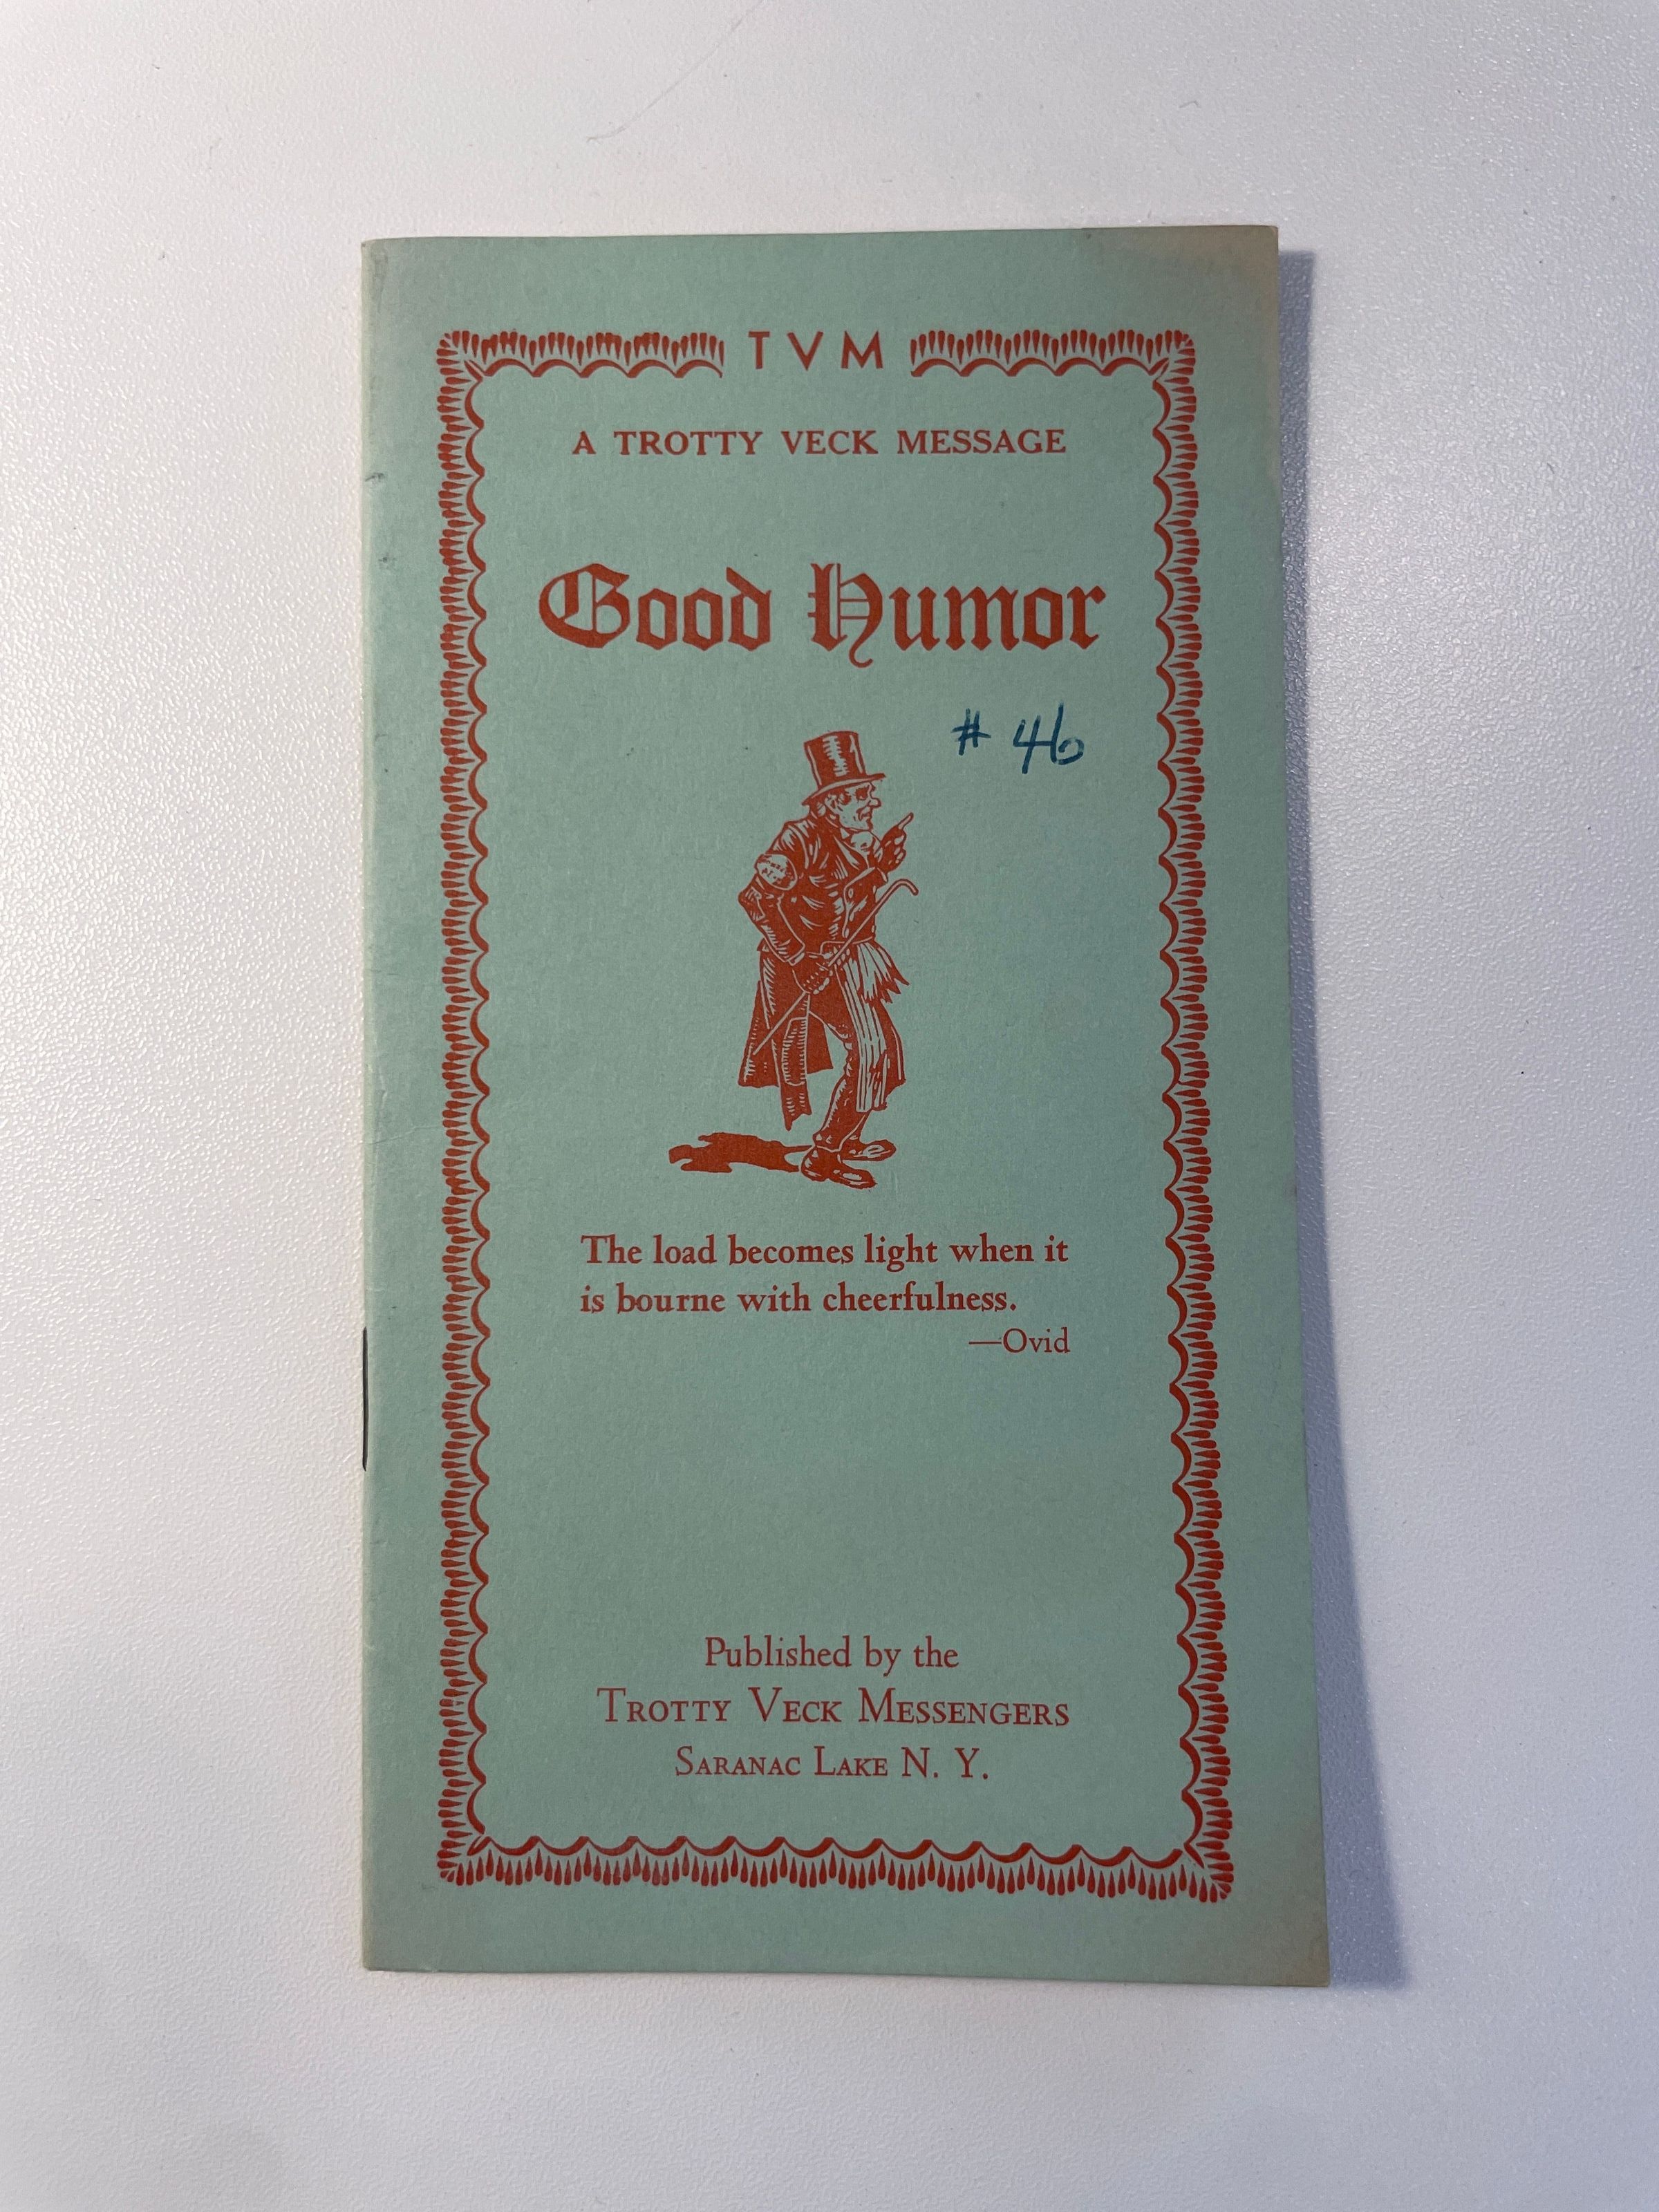 TVM
A TROTTY VECK MESSAGE
Good Humor
# 46
The load becomes light when it
is bourne with cheerfulness.
—Ovid
Published by the
TROTTY VECK MESSENGERS
SARANAC LAKE N. Y.